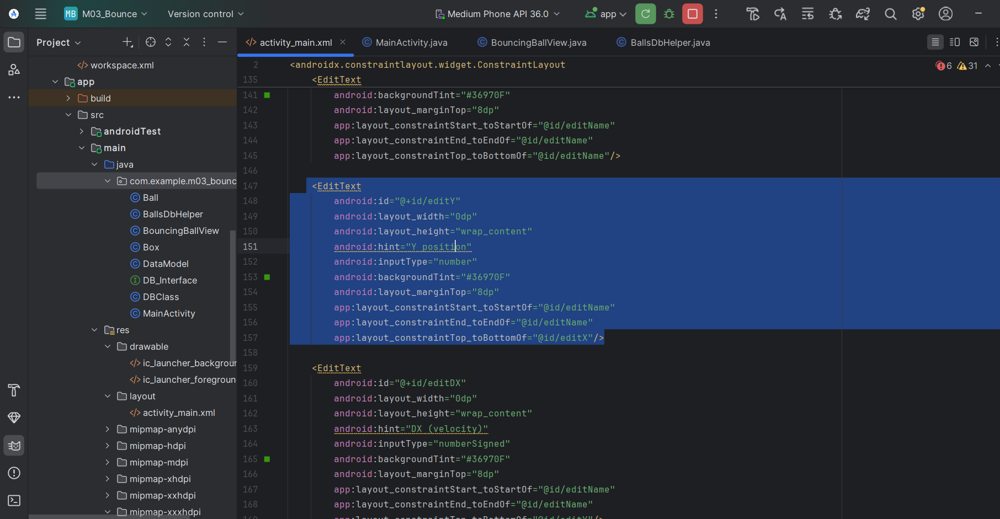 MB M03_Bounce Version control Medium Phone API 36.0 app
Project
activity_main.xml MainActivity.java BouncingBallView.java BallsDbHelper.java
workspace.xml
app
build
src
androidTest
main
java
com.example.m03_bounc
Ball
BallsDbHelper
BouncingBallView
Box
DataModel
DB_Interface
DBClass
MainActivity
res
drawable
ic_launcher_backgrour
ic_launcher_foregroun
layout
activity_main.xml
mipmap-anydpi
mipmap-hdpi
mipmap-mdpi
mipmap-xhdpi
mipmap-xxhdpi
mipmap-xxxhdpi
6 31
2 <androidx.constraintlayout.widget.ConstraintLayout
135 <EditText
141 android:backgroundTint="#36970F"
142 android:layout_marginTop="8dp"
143 app:layout_constraintStart_toStartOf="@id/editName"
144 app:layout_constraintEnd_toEndOf="@id/editName"
145 app:layout_constraintTop_toBottomOf="@id/editName"/>
146
147 <EditText
148 android:id="@+id/editY"
149 android:layout_width="0dp"
150 android:layout_height="wrap_content"
151 android:hint="Y position"
152 android:inputType="number"
153 android:backgroundTint="#36970F"
154 android:layout_marginTop="8dp"
155 app:layout_constraintStart_toStartOf="@id/editName"
156 app:layout_constraintEnd_toEndOf="@id/editName"
157 app:layout_constraintTop_toBottomOf="@id/editX"/>
158
159 <EditText
160 android:id="@+id/editDX"
161 android:layout_width="0dp"
162 android:layout_height="wrap_content"
163 android:hint="DX (velocity)"
164 android:inputType="numberSigned"
165 android:backgroundTint="#36970F"
166 android:layout_marginTop="8dp"
167 app:layout_constraintStart_toStartOf="@id/editName"
168 app:layout_constraintEnd_toEndOf="@id/editName"
169 app:layout_constraintTop_toBottomOf="@id/editY"/>